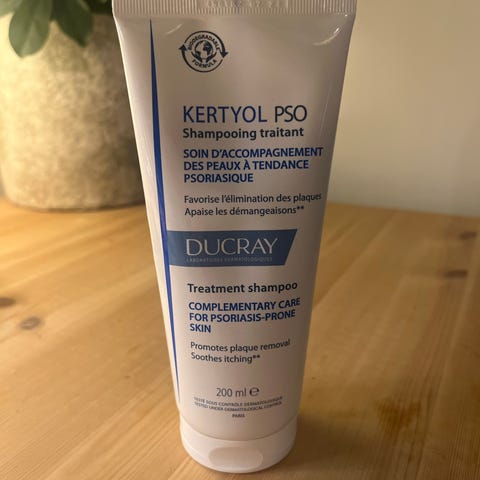 BIODEGRADABLE
FORMULA
KERTYOL PSO
Shampooing traitant
SOIN D'ACCOMPAGNEMENT
DES PEAUX À TENDANCE
PSORIASIQUE
Favorise l'élimination des plaques
Apaise les démangeaisons**
DUCRAY
LABORATOIRES DERMATOLOGIQUES
Treatment shampoo
COMPLEMENTARY CARE
FOR PSORIASIS-PRONE
SKIN
Promotes plaque removal
Soothes itching**
200 ml ℮
TESTÉ SOUS CONTRÔLE DERMATOLOGIQUE
TESTED UNDER DERMATOLOGICAL CONTROL
PARIS